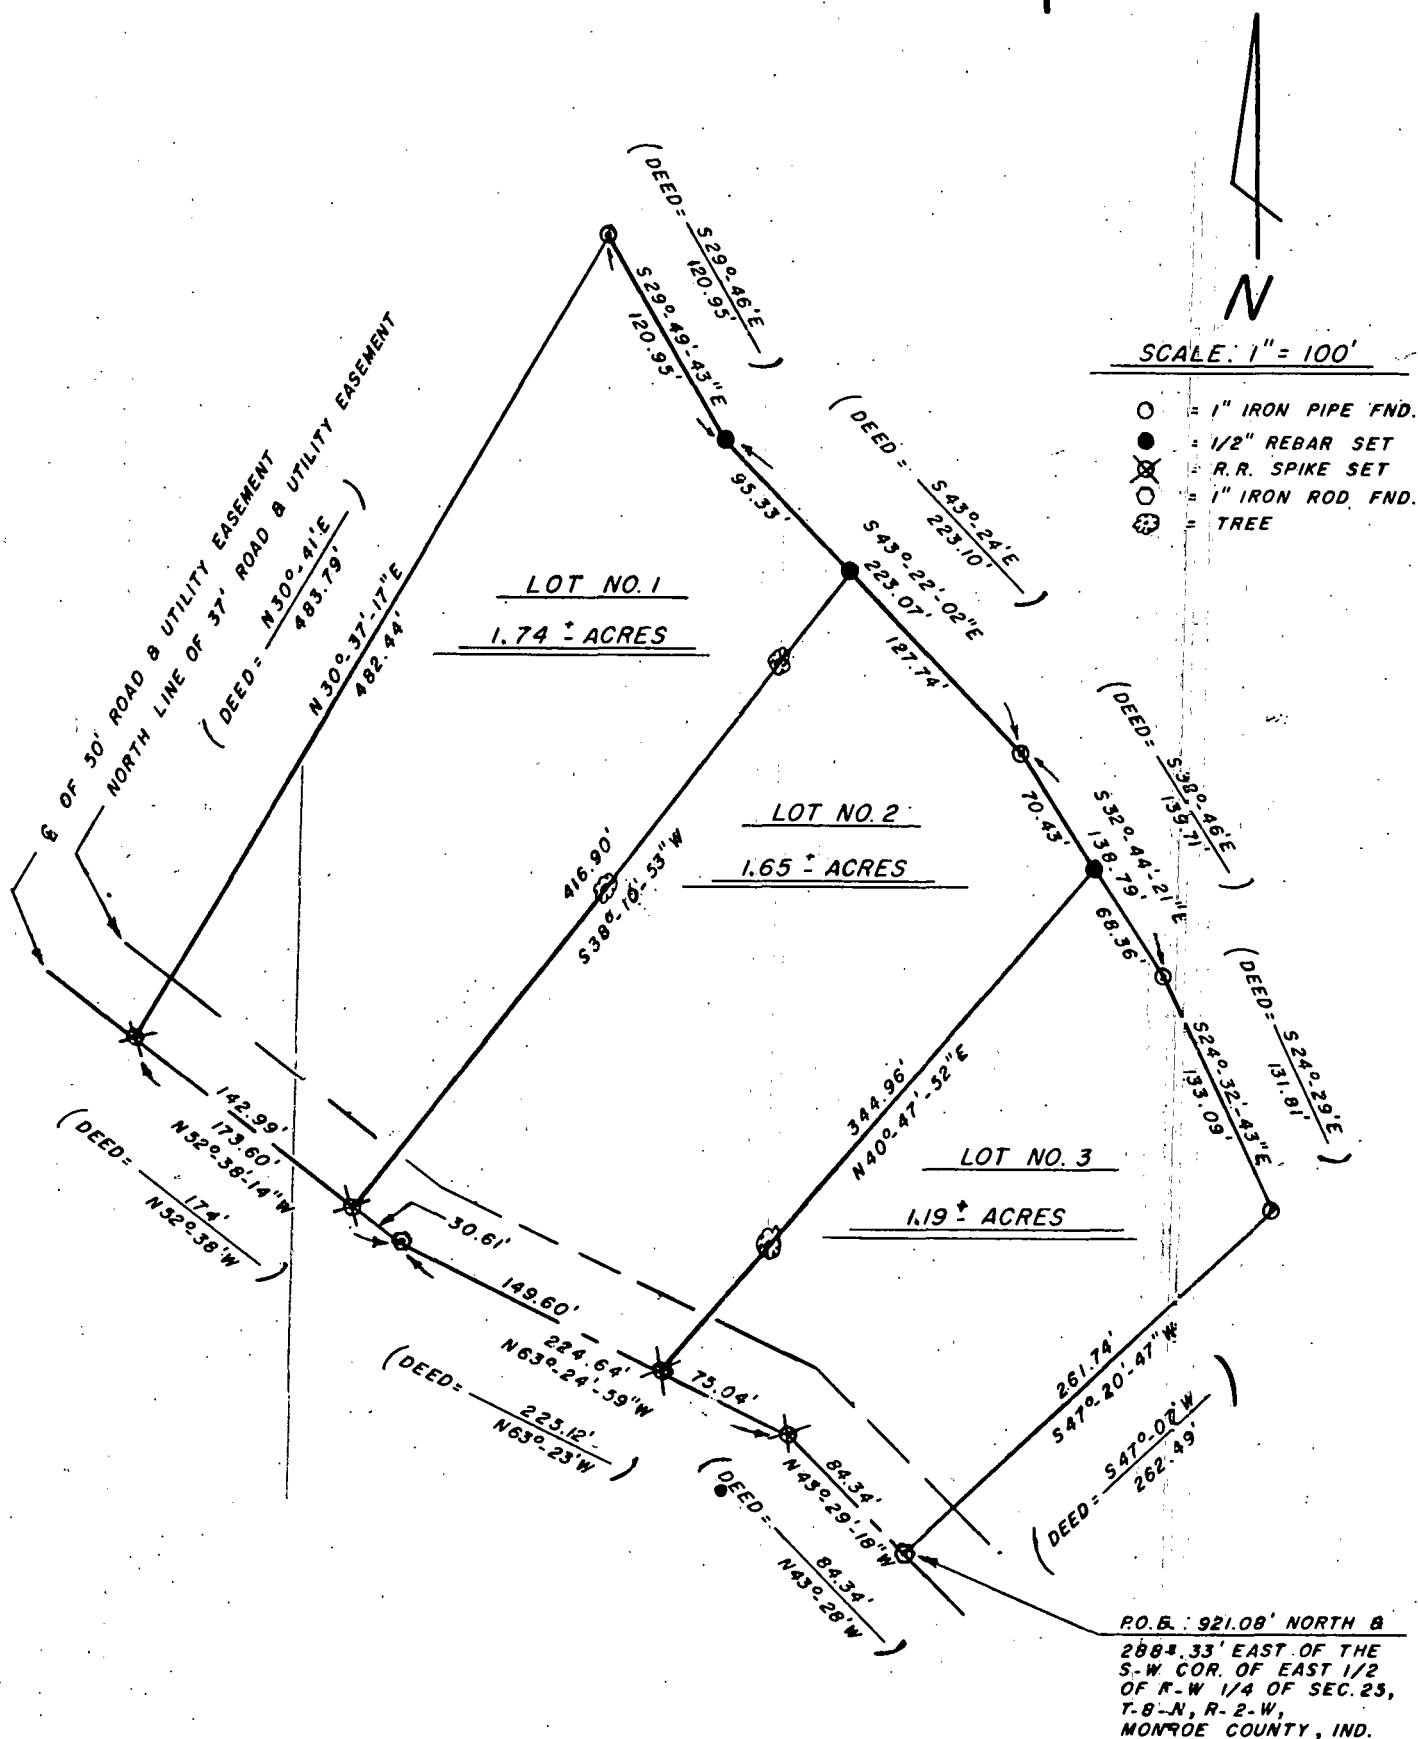 N
SCALE: 1" = 100'
= 1" IRON PIPE FND.
= 1/2" REBAR SET
= R.R. SPIKE SET
= 1" IRON ROD FND.
= TREE
(DEED = S29°-46'E
120.95')
S29°-49'-43"E
120.95'
95.33'
(DEED = S43°-24'E
223.10')
S43°-22'-02"E
223.07'
127.74'
℄ OF 50' ROAD & UTILITY EASEMENT
NORTH LINE OF 37' ROAD & UTILITY EASEMENT
(DEED = N30°-41'E
483.79')
N30°-37'-17"E
482.44'
LOT NO. 1
1.74 ± ACRES
LOT NO. 2
1.65 ± ACRES
416.90'
S38°-10'-53"W
70.43'
(DEED = S38°-46'E
139.71')
S32°-44'-21"E
138.79'
68.36'
(DEED = S24°-29'E
131.81')
S24°-32'-43"E
133.09'
344.96'
N40°-47'-32"E
LOT NO. 3
1.19 ± ACRES
142.99'
173.60'
N52°-38'-14"W
(DEED = 174'
N52°-38'W)
30.61'
149.60'
224.64'
N63°-24'-59"W
(DEED = 225.12'
N63°-23'W)
75.04'
84.34'
N43°-29'-18"W
(DEED = 84.34'
N43°-28'W)
261.74'
S47°-20'-47"W
(DEED = S47°-07'W
262.49')
P.O.B. : 921.08' NORTH &
2884.33' EAST OF THE
S-W COR. OF EAST 1/2
OF -W 1/4 OF SEC. 25,
T-8-N, R-2-W,
MONROE COUNTY, IND.